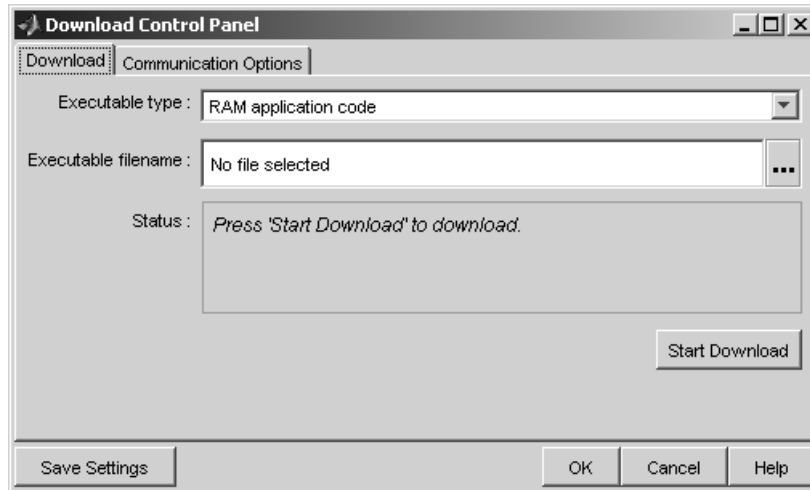 Download Control Panel
Download Communication Options
Executable type : RAM application code
Executable filename : No file selected ...
Status : Press 'Start Download' to download.
Start Download
Save Settings OK Cancel Help